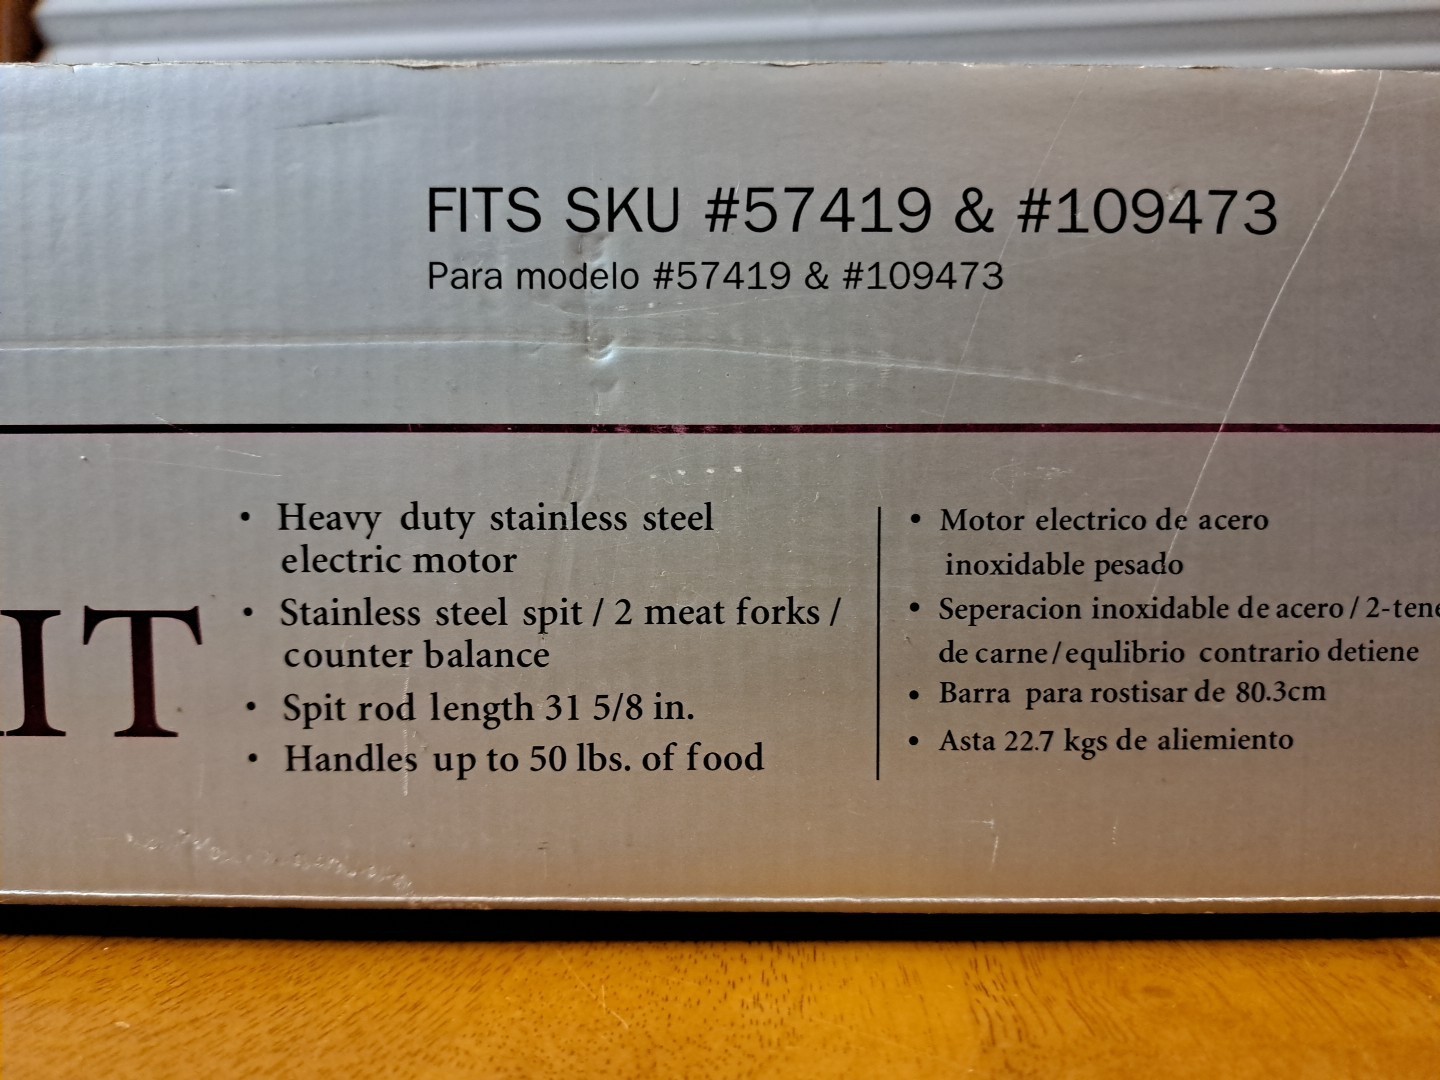 FITS SKU #57419 & #109473
Para modelo #57419 & #109473
IT
• Heavy duty stainless steel
electric motor
• Stainless steel spit / 2 meat forks /
counter balance
• Spit rod length 31 5/8 in.
• Handles up to 50 lbs. of food
• Motor electrico de acero
inoxidable pesado
• Seperacion inoxidable de acero / 2-tene
de carne / equlibrio contrario detiene
• Barra para rostisar de 80.3cm
• Asta 22.7 kgs de aliemiento